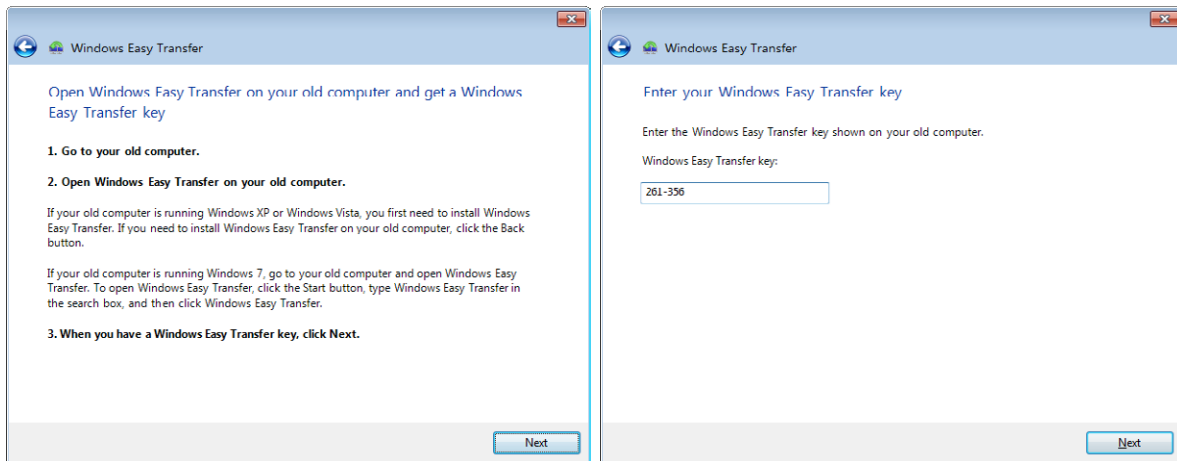 Windows Easy Transfer
Open Windows Easy Transfer on your old computer and get a Windows
Easy Transfer key
1. Go to your old computer.
2. Open Windows Easy Transfer on your old computer.
If your old computer is running Windows XP or Windows Vista, you first need to install Windows
Easy Transfer. If you need to install Windows Easy Transfer on your old computer, click the Back
button.
If your old computer is running Windows 7, go to your old computer and open Windows Easy
Transfer. To open Windows Easy Transfer, click the Start button, type Windows Easy Transfer in
the search box, and then click Windows Easy Transfer.
3. When you have a Windows Easy Transfer key, click Next.
Next
Windows Easy Transfer
Enter your Windows Easy Transfer key
Enter the Windows Easy Transfer key shown on your old computer.
Windows Easy Transfer key:
261-356
Next